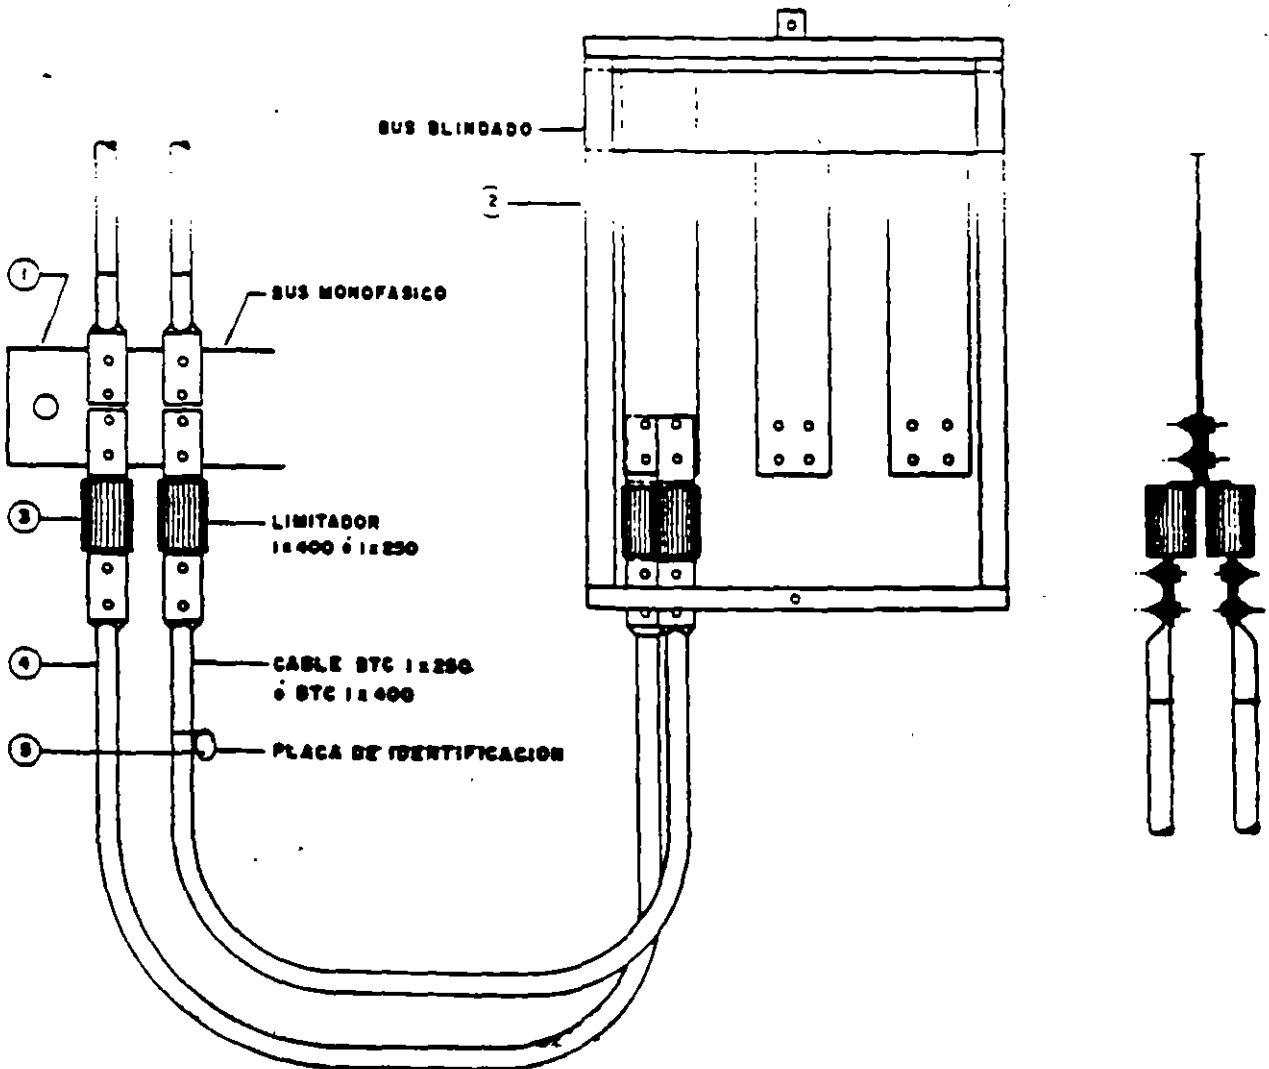 BUS BLINDADO
2
1
BUS MONOFASICO
3
LIMITADOR
1x400 ó 1x250
4
CABLE BTC 1x250
ó BTC 1x400
5
PLACA DE IDENTIFICACION